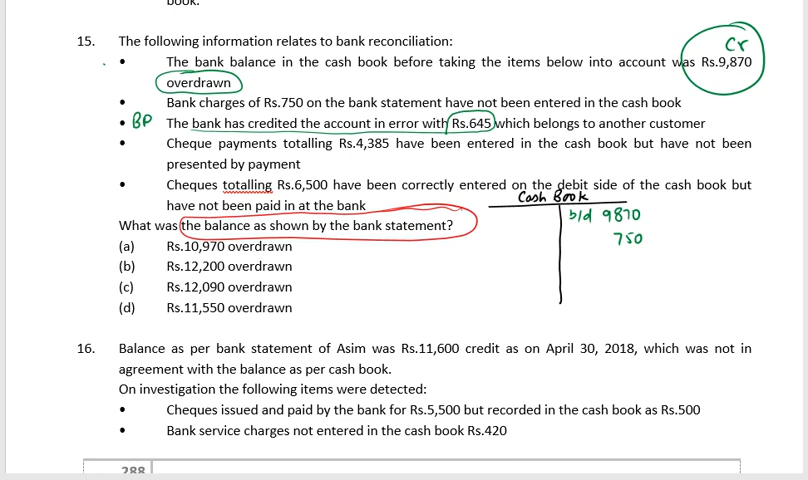 book.
15. The following information relates to bank reconciliation:
Cr
• The bank balance in the cash book before taking the items below into account was Rs.9,870
overdrawn
• Bank charges of Rs.750 on the bank statement have not been entered in the cash book
• BP The bank has credited the account in error with Rs.645 which belongs to another customer
• Cheque payments totalling Rs.4,385 have been entered in the cash book but have not been
presented by payment
• Cheques totalling Rs.6,500 have been correctly entered on the debit side of the cash book but
have not been paid in at the bank
Cash Book
b/d 9870
750
What was the balance as shown by the bank statement?
(a) Rs.10,970 overdrawn
(b) Rs.12,200 overdrawn
(c) Rs.12,090 overdrawn
(d) Rs.11,550 overdrawn
16. Balance as per bank statement of Asim was Rs.11,600 credit as on April 30, 2018, which was not in
agreement with the balance as per cash book.
On investigation the following items were detected:
• Cheques issued and paid by the bank for Rs.5,500 but recorded in the cash book as Rs.500
• Bank service charges not entered in the cash book Rs.420
288